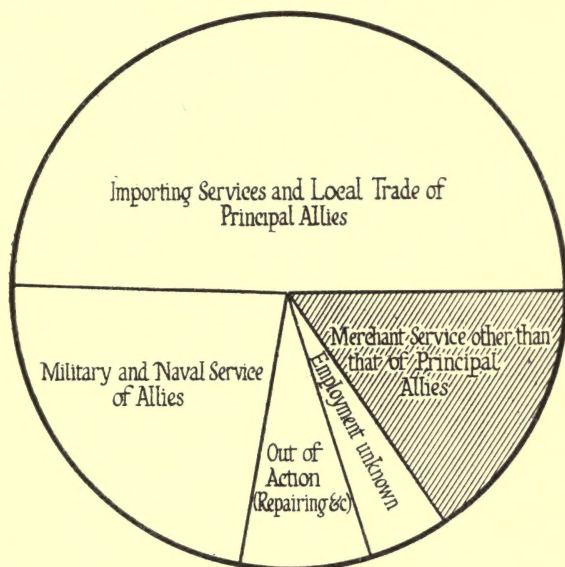 Importing Services and Local Trade of
Principal Allies
Merchant Service other than
that of Principal
Allies
Military and Naval Service
of Allies
Employment unknown
Out of
Action
(Repairing &c)